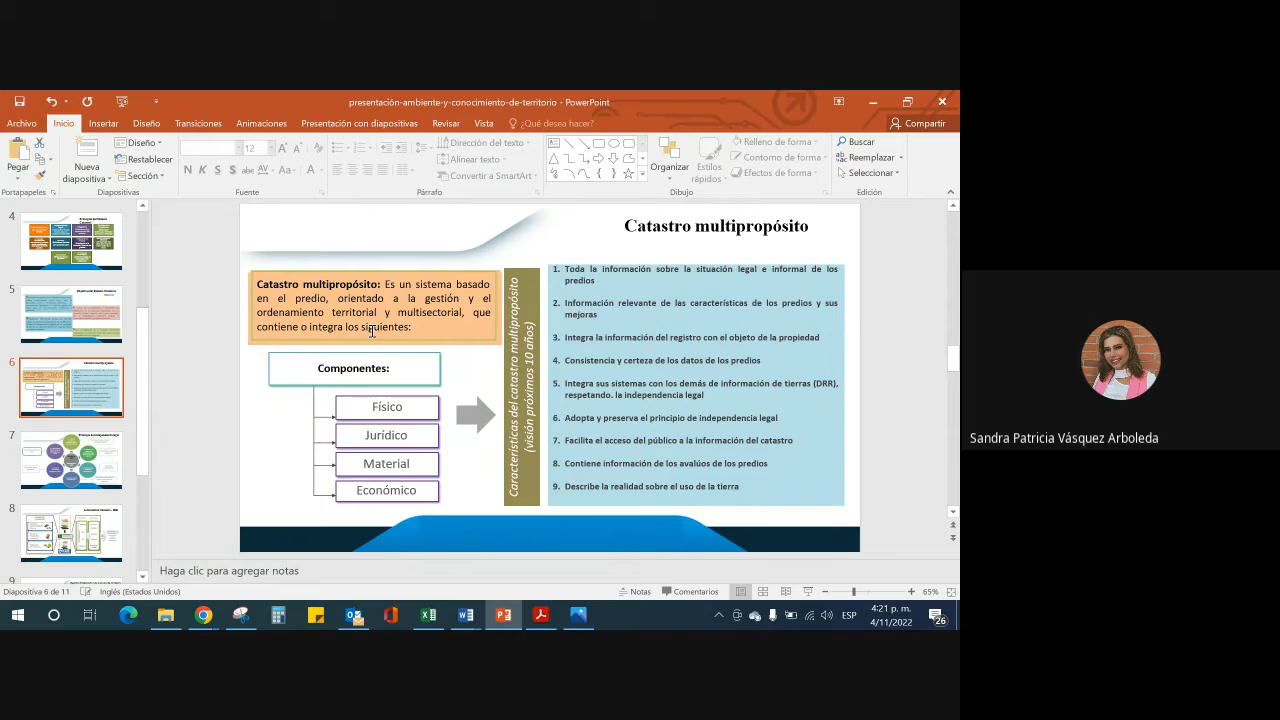 presentación-ambiente-y-conocimiento-de-territorio - PowerPoint
Archivo Inicio Insertar Diseño Transiciones Animaciones Presentación con diapositivas Revisar Vista ¿Qué desea hacer? Compartir
Pegar
Nueva
diapositiva
Diseño
Restablecer
Sección
12
N K S S abc AV Aa A
Dirección del texto
Alinear texto
Convertir a SmartArt
Organizar
Estilos
rápidos
Relleno de forma
Contorno de forma
Efectos de forma
Buscar
Reemplazar
Seleccionar
Portapapeles Diapositivas Fuente Párrafo Dibujo Edición
4
5
6
7
8
9
Catastro multipropósito
Catastro multipropósito: Es un sistema basado
en el predio, orientado a la gestión y el
ordenamiento territorial y multisectorial, que
contiene o integra los siguientes:
Componentes:
Físico
Jurídico
Material
Económico
Características del catastro multipropósito
(visión próximos 10 años)
1. Toda la información sobre la situación legal e informal de los
predios
2. Información relevante de las características de los predios y sus
mejoras
3. Integra la información del registro con el objeto de la propiedad
4. Consistencia y certeza de los datos de los predios
5. Integra sus sistemas con los demás de información de tierras (DRR),
respetando. la independencia legal
6. Adopta y preserva el principio de independencia legal
7. Facilita el acceso del público a la información del catastro
8. Contiene información de los avalúos de los predios
9. Describe la realidad sobre el uso de la tierra
Sandra Patricia Vásquez Arboleda
Haga clic para agregar notas
Diapositiva 6 de 11 Inglés (Estados Unidos) Notas Comentarios 65%
ESP
4:21 p. m.
4/11/2022
26